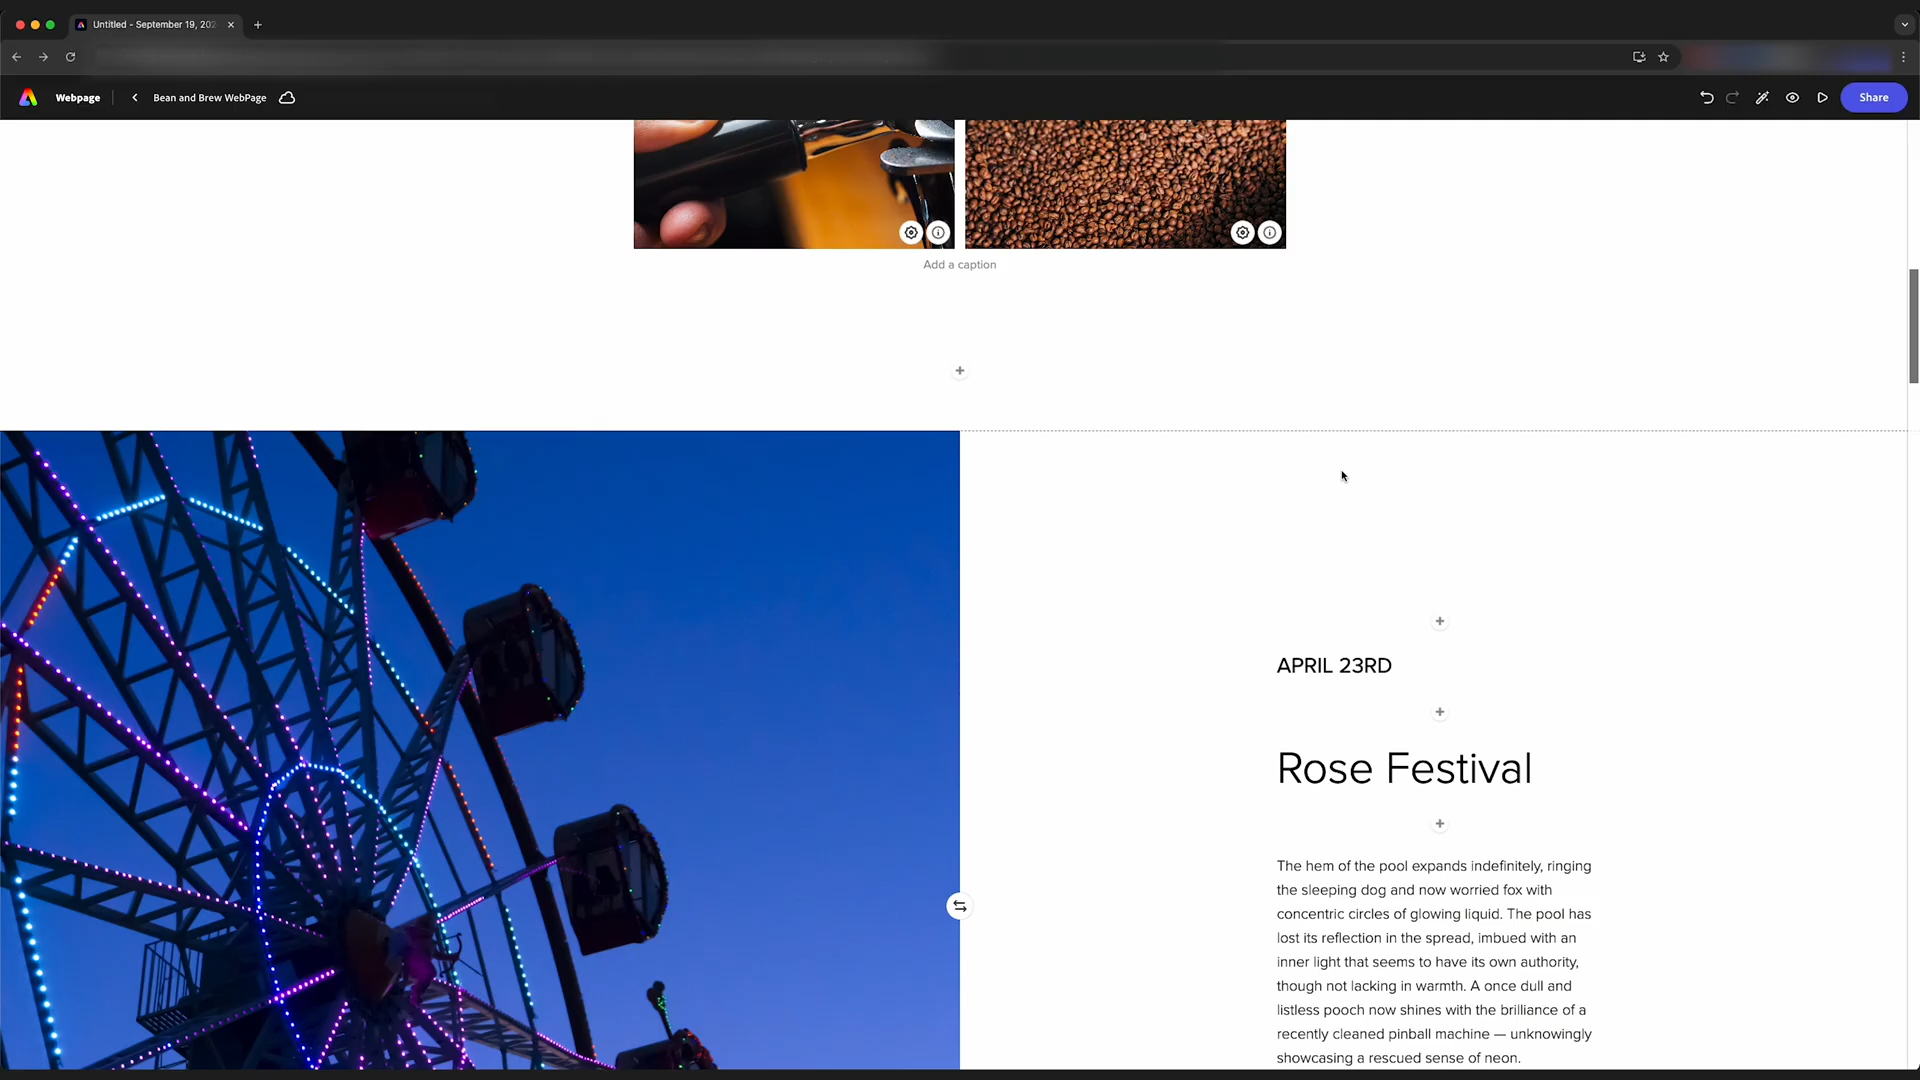 Untitled - September 19, 202
Webpage
Bean and Brew WebPage
Share
Add a caption
APRIL 23RD
Rose Festival
The hem of the pool expands indefinitely, ringing
the sleeping dog and now worried fox with
concentric circles of glowing liquid. The pool has
lost its reflection in the spread, imbued with an
inner light that seems to have its own authority,
though not lacking in warmth. A once dull and
listless pooch now shines with the brilliance of a
recently cleaned pinball machine — unknowingly
showcasing a rescued sense of neon.